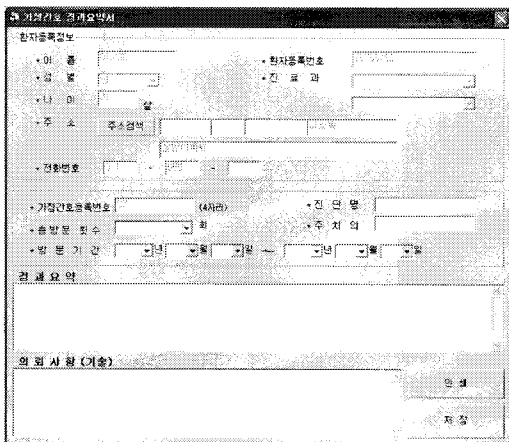 가정간호 경과요약서
환자등록정보
• 이 름 • 환자등록번호
• 성 별 • 진 료 과
• 나 이 살
• 주 소 주소검색
• 전화번호 - -
• 가정간호등록번호 (4자리) • 진 단 명
• 총방문 횟수 회 • 주 치 의
• 방 문 기 간 년 월 일 ~ 년 월 일
경 과 요 약
의 뢰 사 항 (기술)
인 쇄
저 장